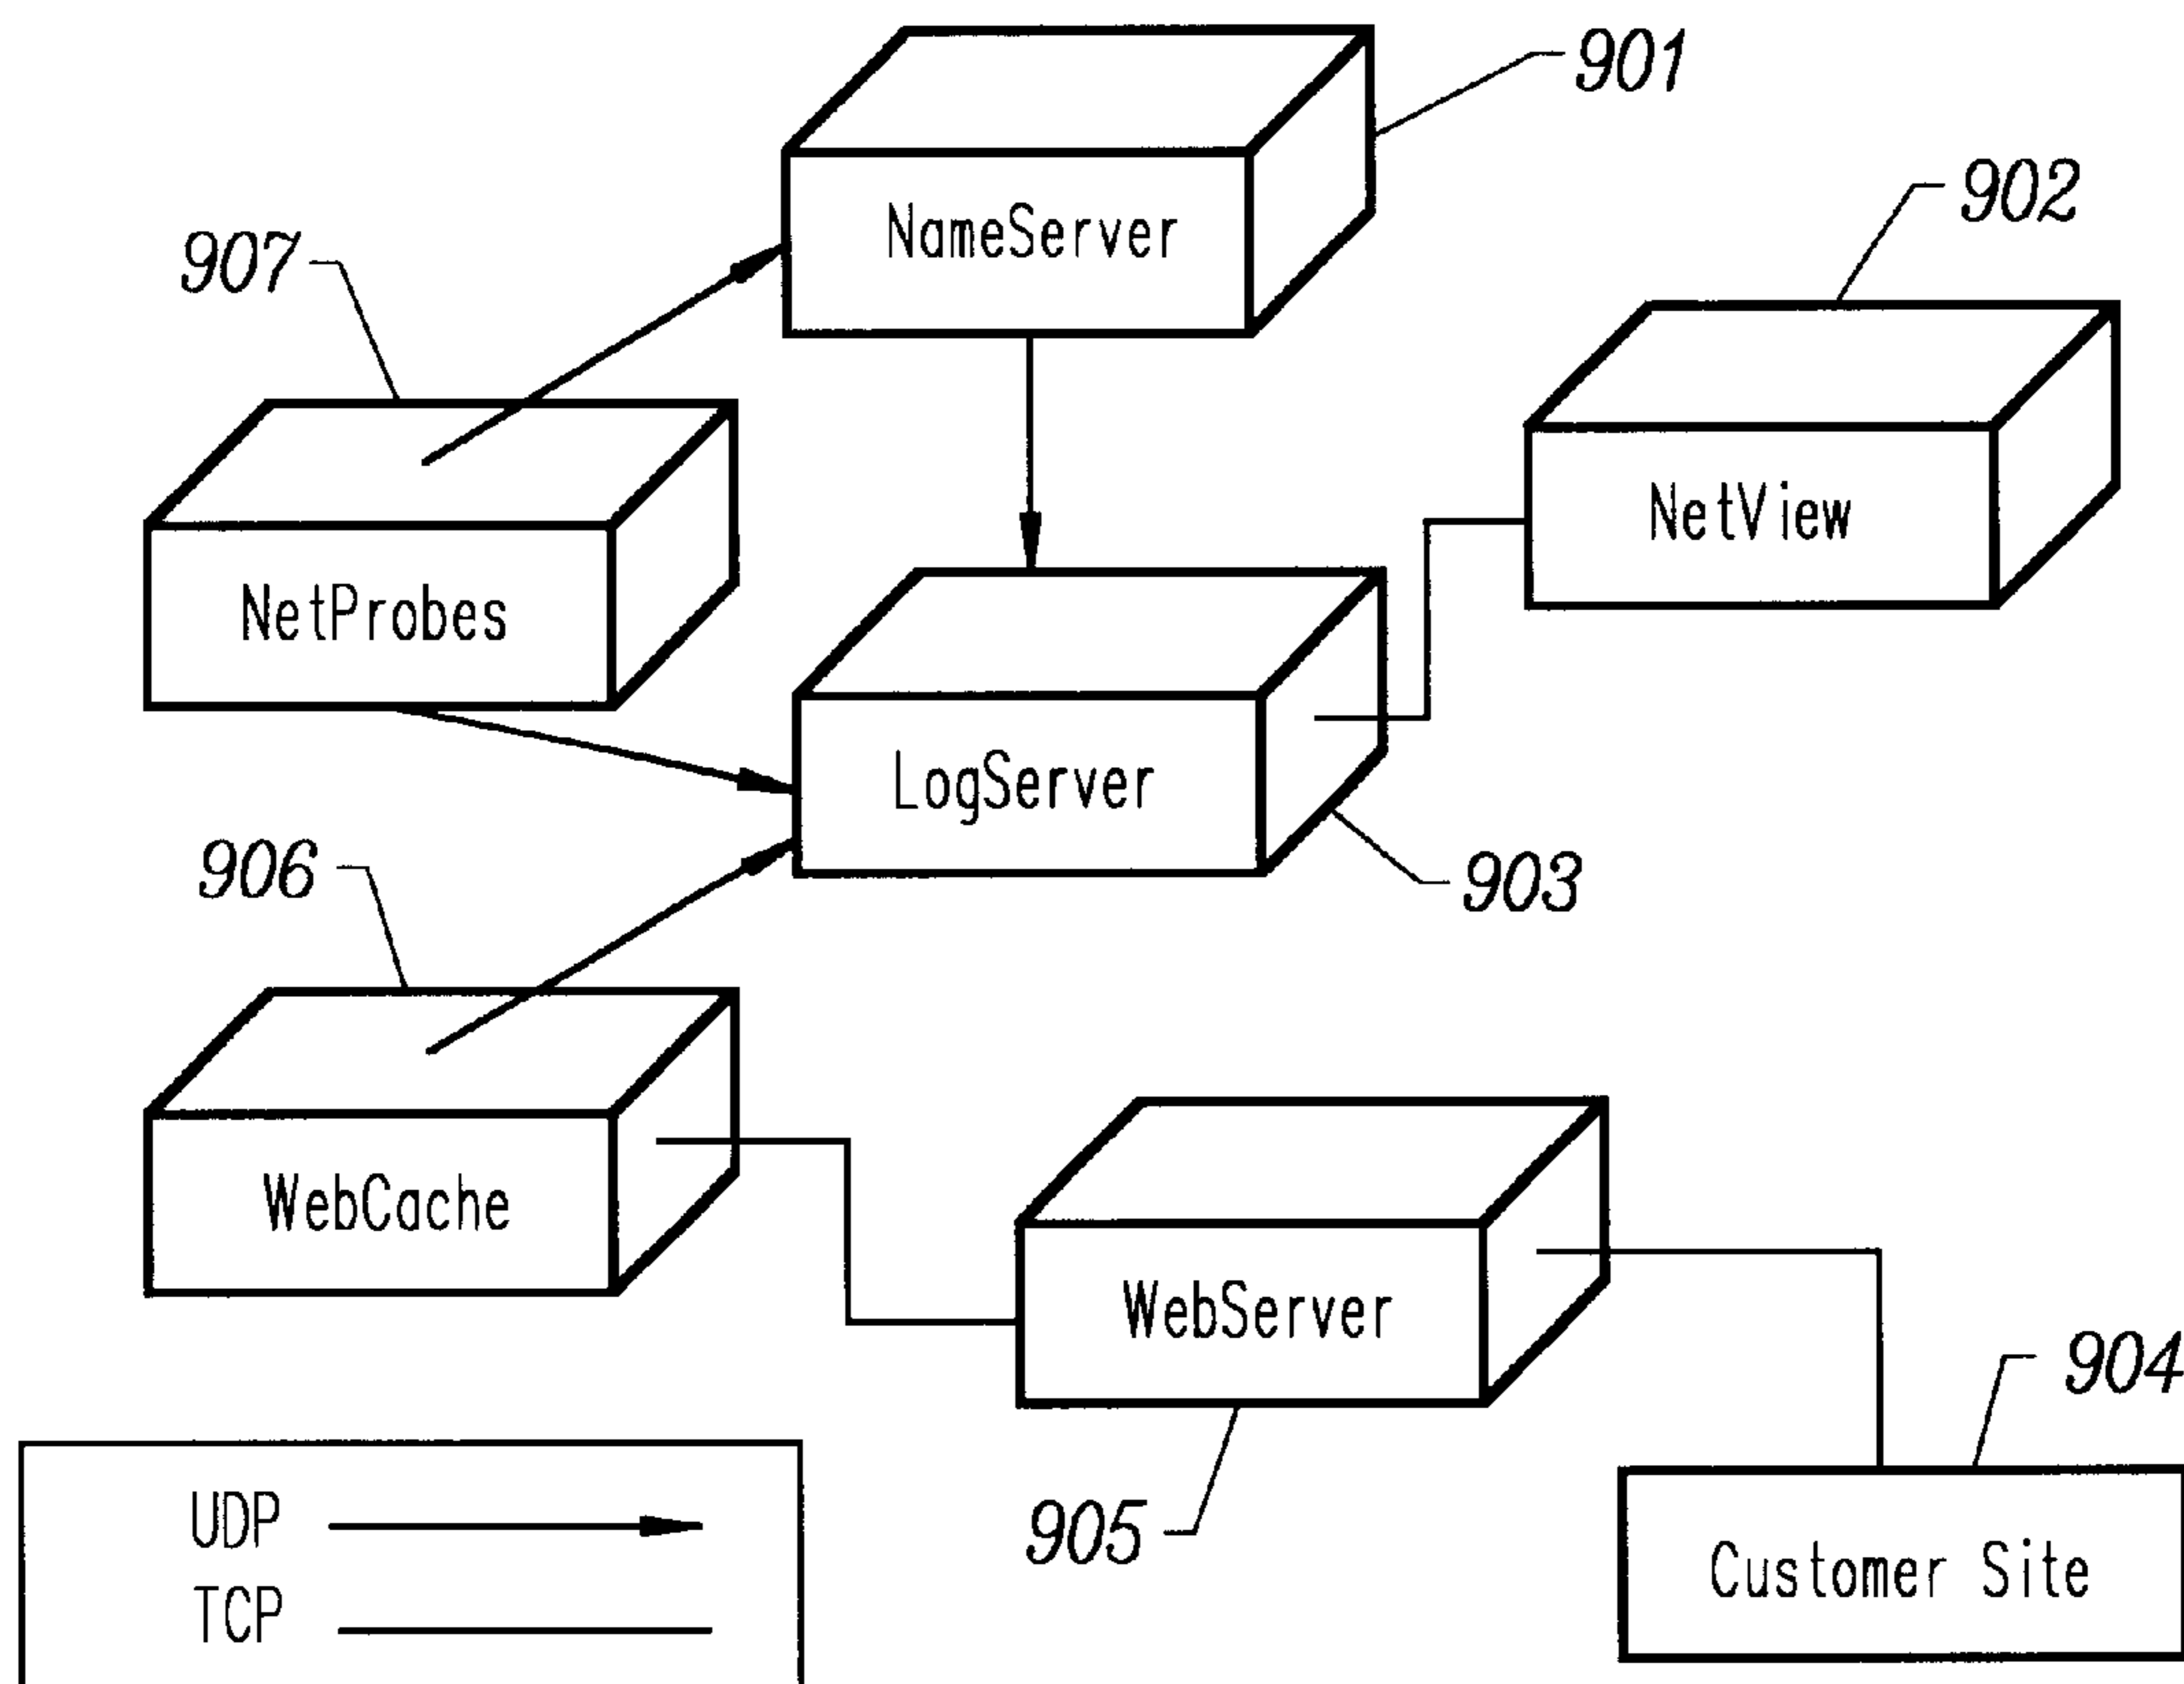 901
NameServer
902
907
NetView
NetProbes
LogServer
903
906
WebCache
WebServer
904
905
UDP
TCP
Customer Site